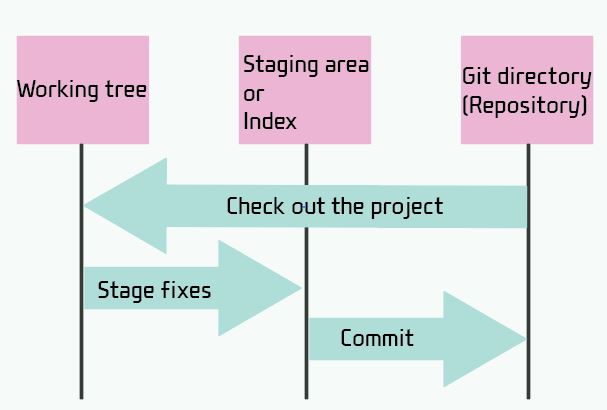 Working tree
Staging area
or
Index
Git directory
(Repository)
Check out the project
Stage fixes
Commit